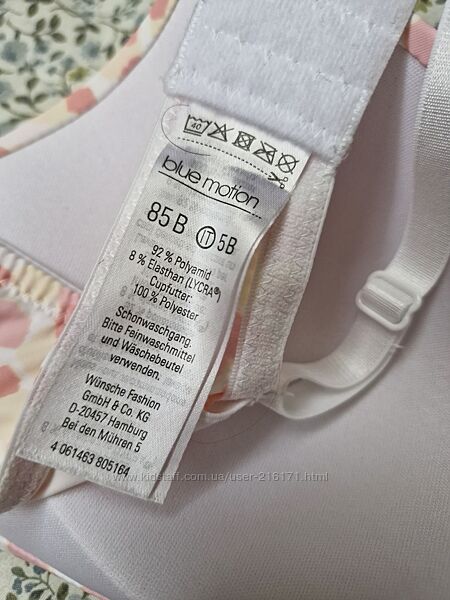 40
blue motion
85 B IT 5B
92 % Polyamid
8 % Elasthan (LYCRA®)
Cupfutter:
100 % Polyester
Schonwaschgang.
Bitte Feinwaschmittel
und Wäschebeutel
verwenden.
Wünsche Fashion
GmbH & Co. KG
D-20457 Hamburg
Bei den Mühren 5
4 061463 805164
www.kidstaff.com.ua/user-216171.html